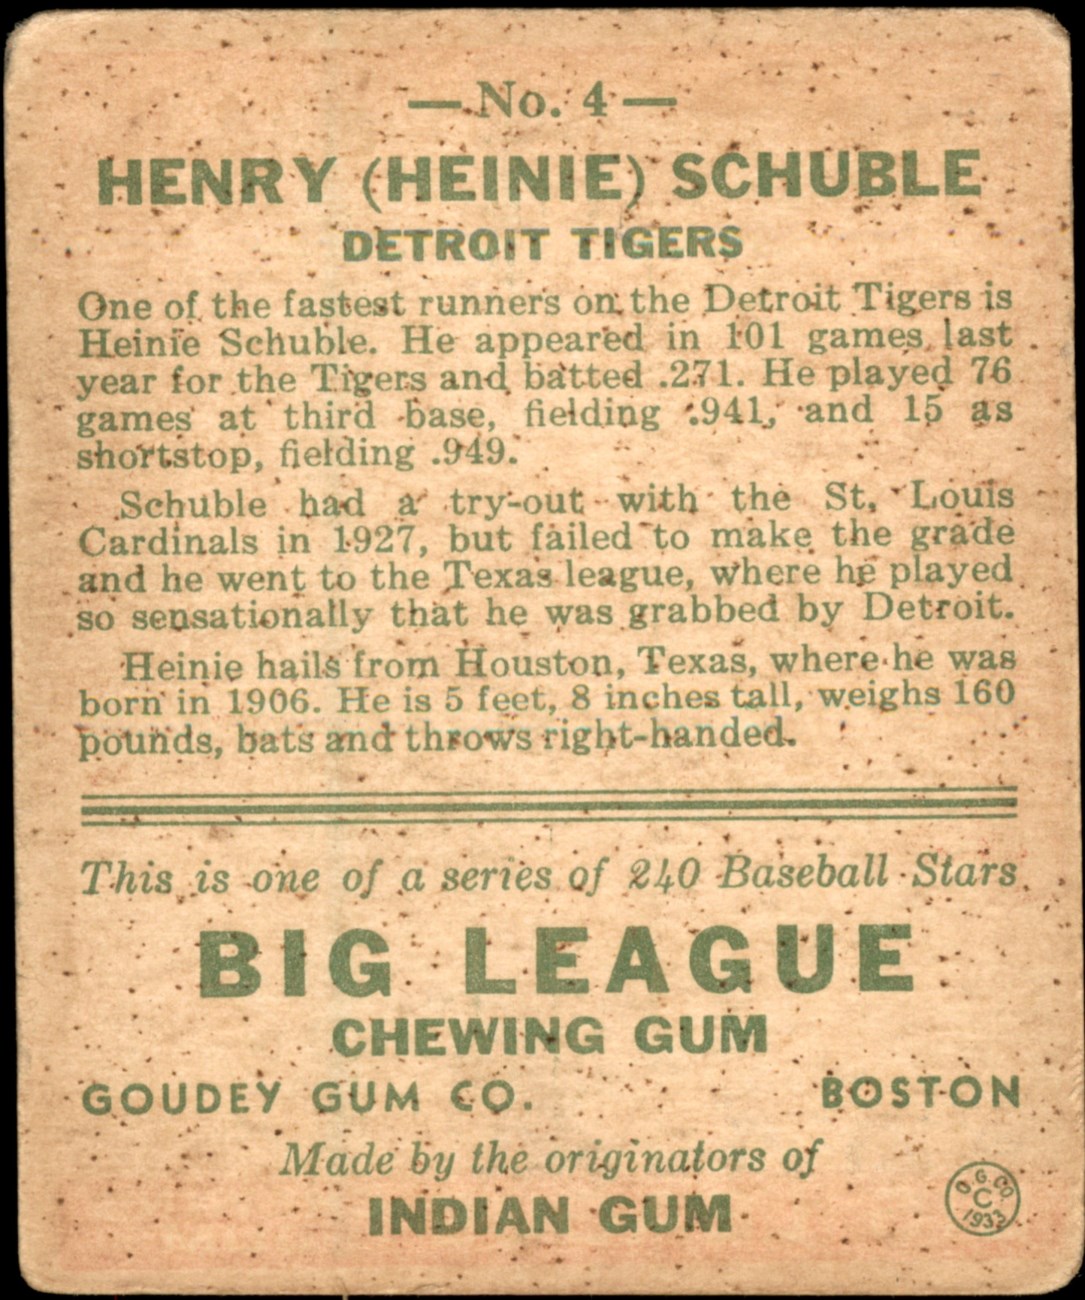 — No. 4 —
HENRY (HEINIE) SCHUBLE
DETROIT TIGERS
One of the fastest runners on the Detroit Tigers is
Heinie Schuble. He appeared in 101 games last
year for the Tigers and batted .271. He played 76
games at third base, fielding .941, and 15 as
shortstop, fielding .949.
Schuble had a try-out with the St. Louis
Cardinals in 1927, but failed to make the grade
and he went to the Texas league, where he played
so sensationally that he was grabbed by Detroit.
Heinie hails from Houston, Texas, where he was
born in 1906. He is 5 feet, 8 inches tall, weighs 160
pounds, bats and throws right-handed.
This is one of a series of 240 Baseball Stars
BIG LEAGUE
CHEWING GUM
GOUDEY GUM CO. BOSTON
Made by the originators of
INDIAN GUM
O. G. CO.
C
1933